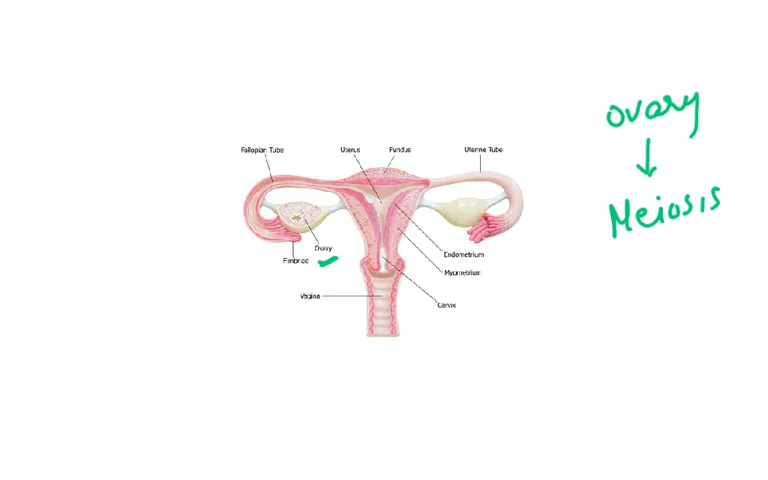 Ovary
Meiosis
Fallopian Tube
Uterus
Fundus
Uterine Tube
Ovary
Fimbriae
Endometrium
Myometrium
Vagina
Cervix